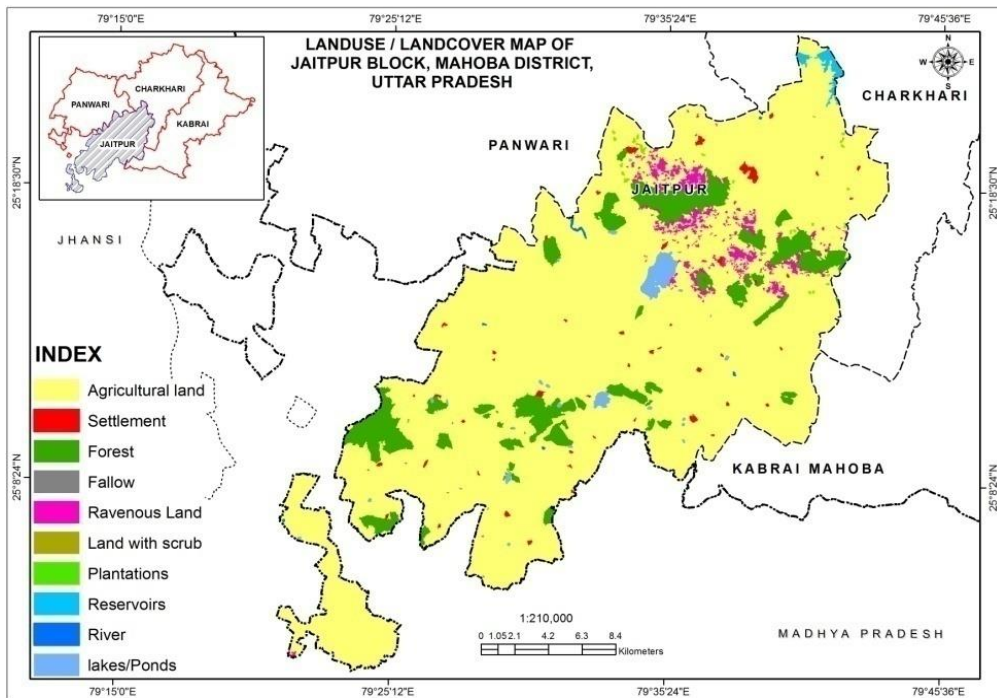 79°15'0"E 79°25'12"E 79°35'24"E 79°45'36"E
LANDUSE / LANDCOVER MAP OF
JAITPUR BLOCK, MAHOBA DISTRICT,
UTTAR PRADESH
PANWARI
CHARKHARI
KABRAI
JAITPUR
N
W E
S
CHARKHARI
PANWARI
JAITPUR
25°18'30"N
25°18'30"N
JHANSI
INDEX
Agricultural land
Settlement
Forest
Fallow
Ravenous Land
Land with scrub
Plantations
Reservoirs
River
lakes/Ponds
KABRAI MAHOBA
25°8'24"N
25°8'24"N
1:210,000
0 1.05 2.1 4.2 6.3 8.4
Kilometers
MADHYA PRADESH
79°15'0"E 79°25'12"E 79°35'24"E 79°45'36"E